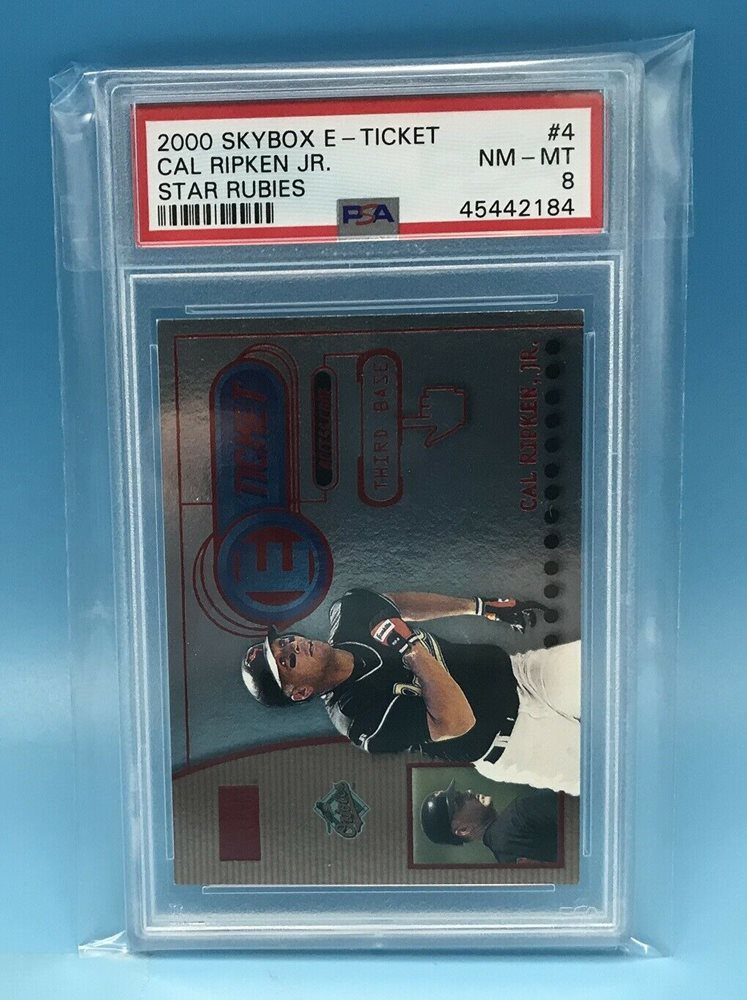 2000 SKYBOX E-TICKET #4
CAL RIPKEN JR. NM-MT
STAR RUBIES 8
PSA 45442184
E TICKET
THIRD BASE
CAL RIPKEN, JR.
Orioles